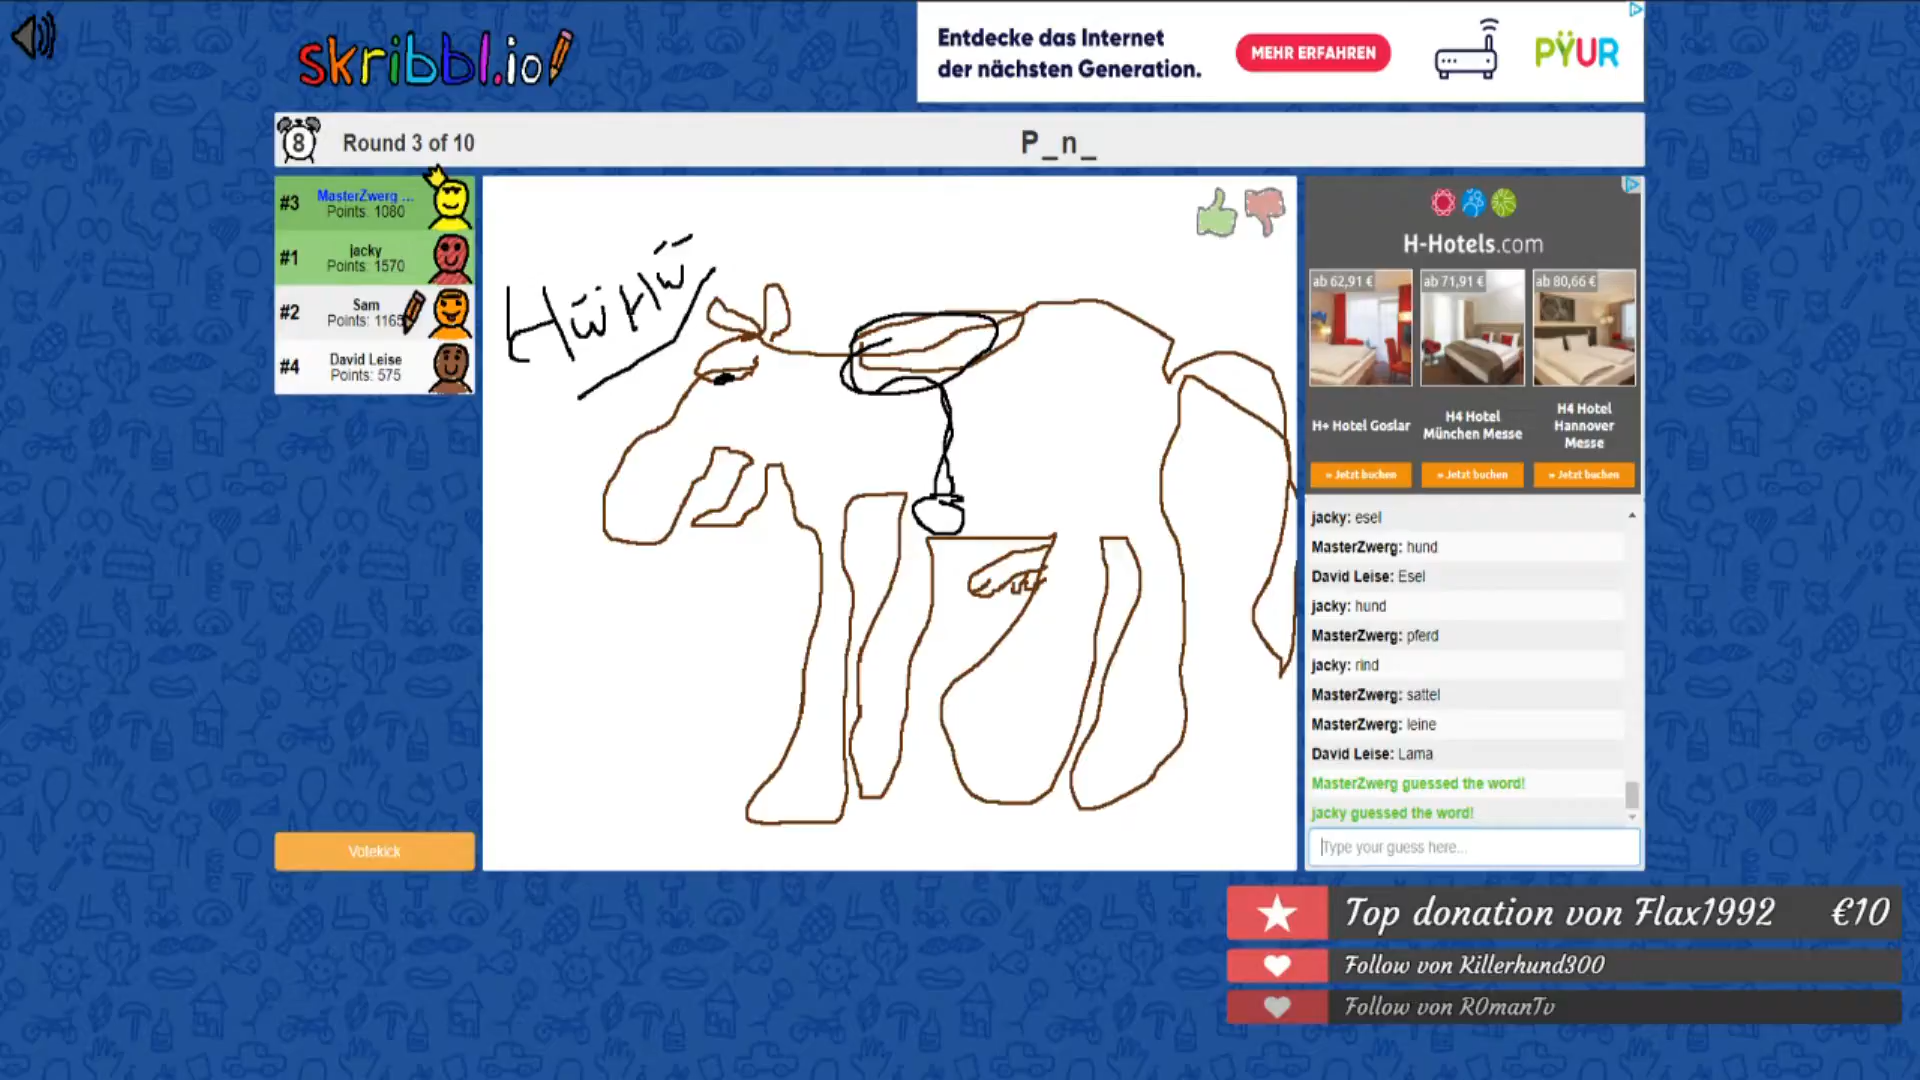 skribbl.io
Entdecke das Internet
der nächsten Generation.
MEHR ERFAHREN
PŸUR
8
Round 3 of 10
P_n_
#3
MasterZwerg ...
Points: 1080
#1
jacky
Points: 1570
#2
Sam
Points: 1165
#4
David Leise
Points: 575
Votekick
Hü Hü
H-Hotels.com
ab 62,91 €
ab 71,91 €
ab 80,66 €
H+ Hotel Goslar
H4 Hotel
München Messe
H4 Hotel
Hannover
Messe
» Jetzt buchen
» Jetzt buchen
» Jetzt buchen
jacky: esel
MasterZwerg: hund
David Leise: Esel
jacky: hund
MasterZwerg: pferd
jacky: rind
MasterZwerg: sattel
MasterZwerg: leine
David Leise: Lama
MasterZwerg guessed the word!
jacky guessed the word!
Type your guess here...
Top donation von Flax1992 €10
Follow von Killerhund300
Follow von R0manTv